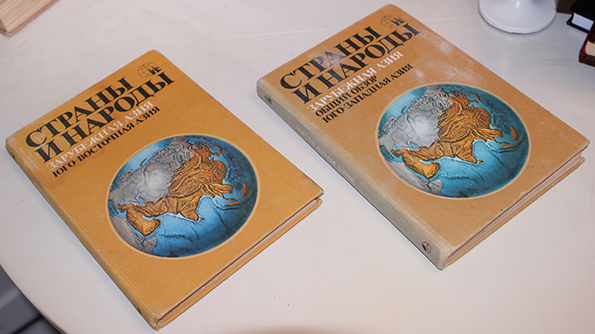 СТРАНЫ
И НАРОДЫ
ЗАРУБЕЖНАЯ АЗИЯ
ЮГО-ВОСТОЧНАЯ АЗИЯ
СТРАНЫ
И НАРОДЫ
ЗАРУБЕЖНАЯ АЗИЯ
ОБЩИЙ ОБЗОР
ЮГО-ЗАПАДНАЯ АЗИЯ